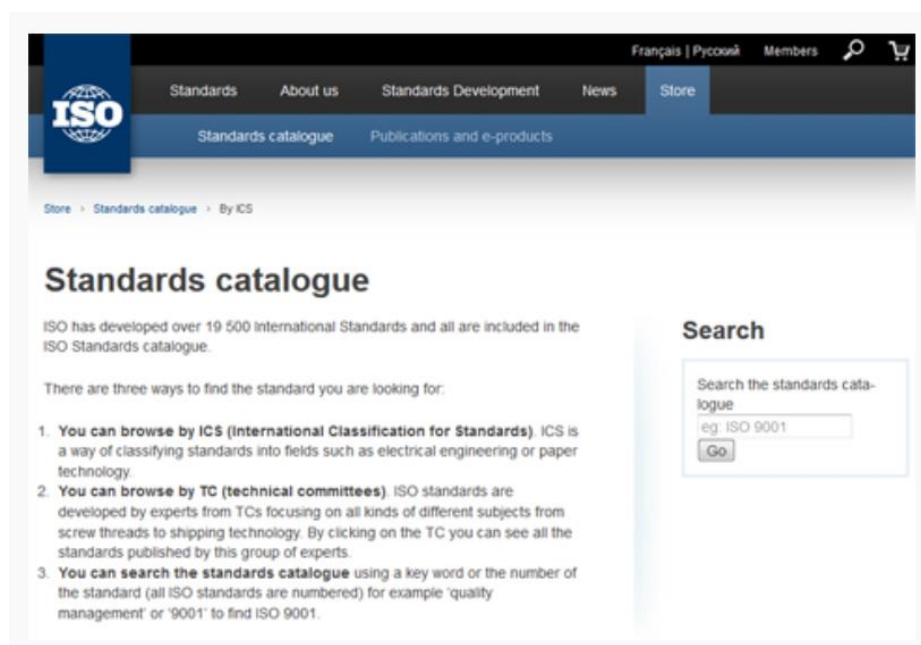 Français | Русский Members
ISO
Standards About us Standards Development News Store
Standards catalogue Publications and e-products
Store › Standards catalogue › By ICS
Standards catalogue
ISO has developed over 19 500 International Standards and all are included in the
ISO Standards catalogue.
There are three ways to find the standard you are looking for:
1. You can browse by ICS (International Classification for Standards). ICS is
a way of classifying standards into fields such as electrical engineering or paper
technology.
2. You can browse by TC (technical committees). ISO standards are
developed by experts from TCs focusing on all kinds of different subjects from
screw threads to shipping technology. By clicking on the TC you can see all the
standards published by this group of experts.
3. You can search the standards catalogue using a key word or the number of
the standard (all ISO standards are numbered) for example 'quality
management' or '9001' to find ISO 9001.
Search
Search the standards cata-
logue
eg: ISO 9001
Go